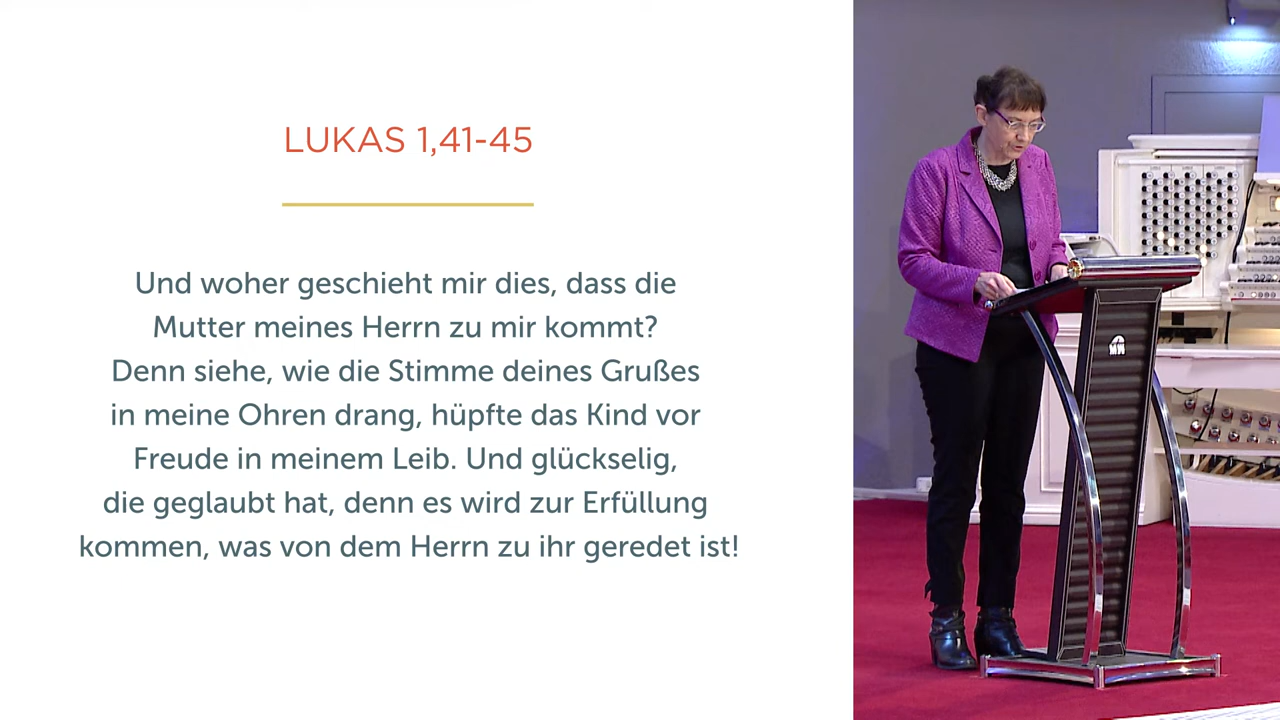 LUKAS 1,41-45
Und woher geschieht mir dies, dass die
Mutter meines Herrn zu mir kommt?
Denn siehe, wie die Stimme deines Grußes
in meine Ohren drang, hüpfte das Kind vor
Freude in meinem Leib. Und glückselig,
die geglaubt hat, denn es wird zur Erfüllung
kommen, was von dem Herrn zu ihr geredet ist!